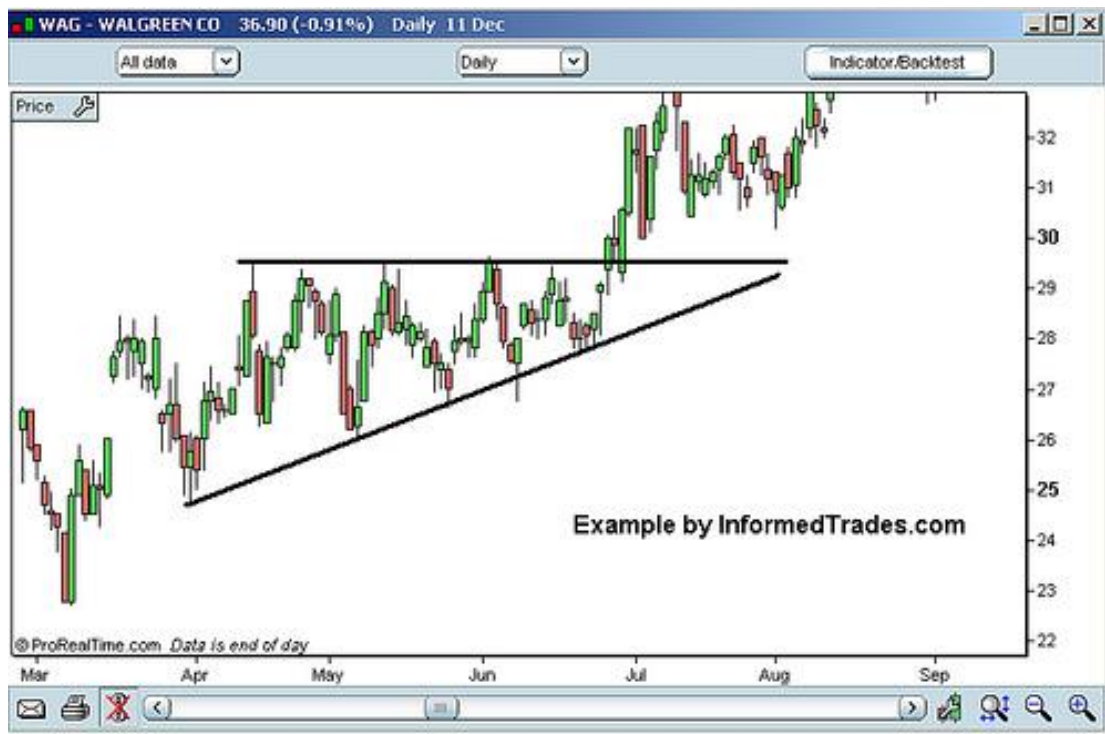 WAG - WALGREEN CO 36.90 (-0.91%) Daily 11 Dec
All data Daily Indicator/Backtest
Price
32
31
30
29
28
27
26
25
24
23
22
Example by InformedTrades.com
© ProRealTime.com Data is end of day
Mar Apr May Jun Jul Aug Sep